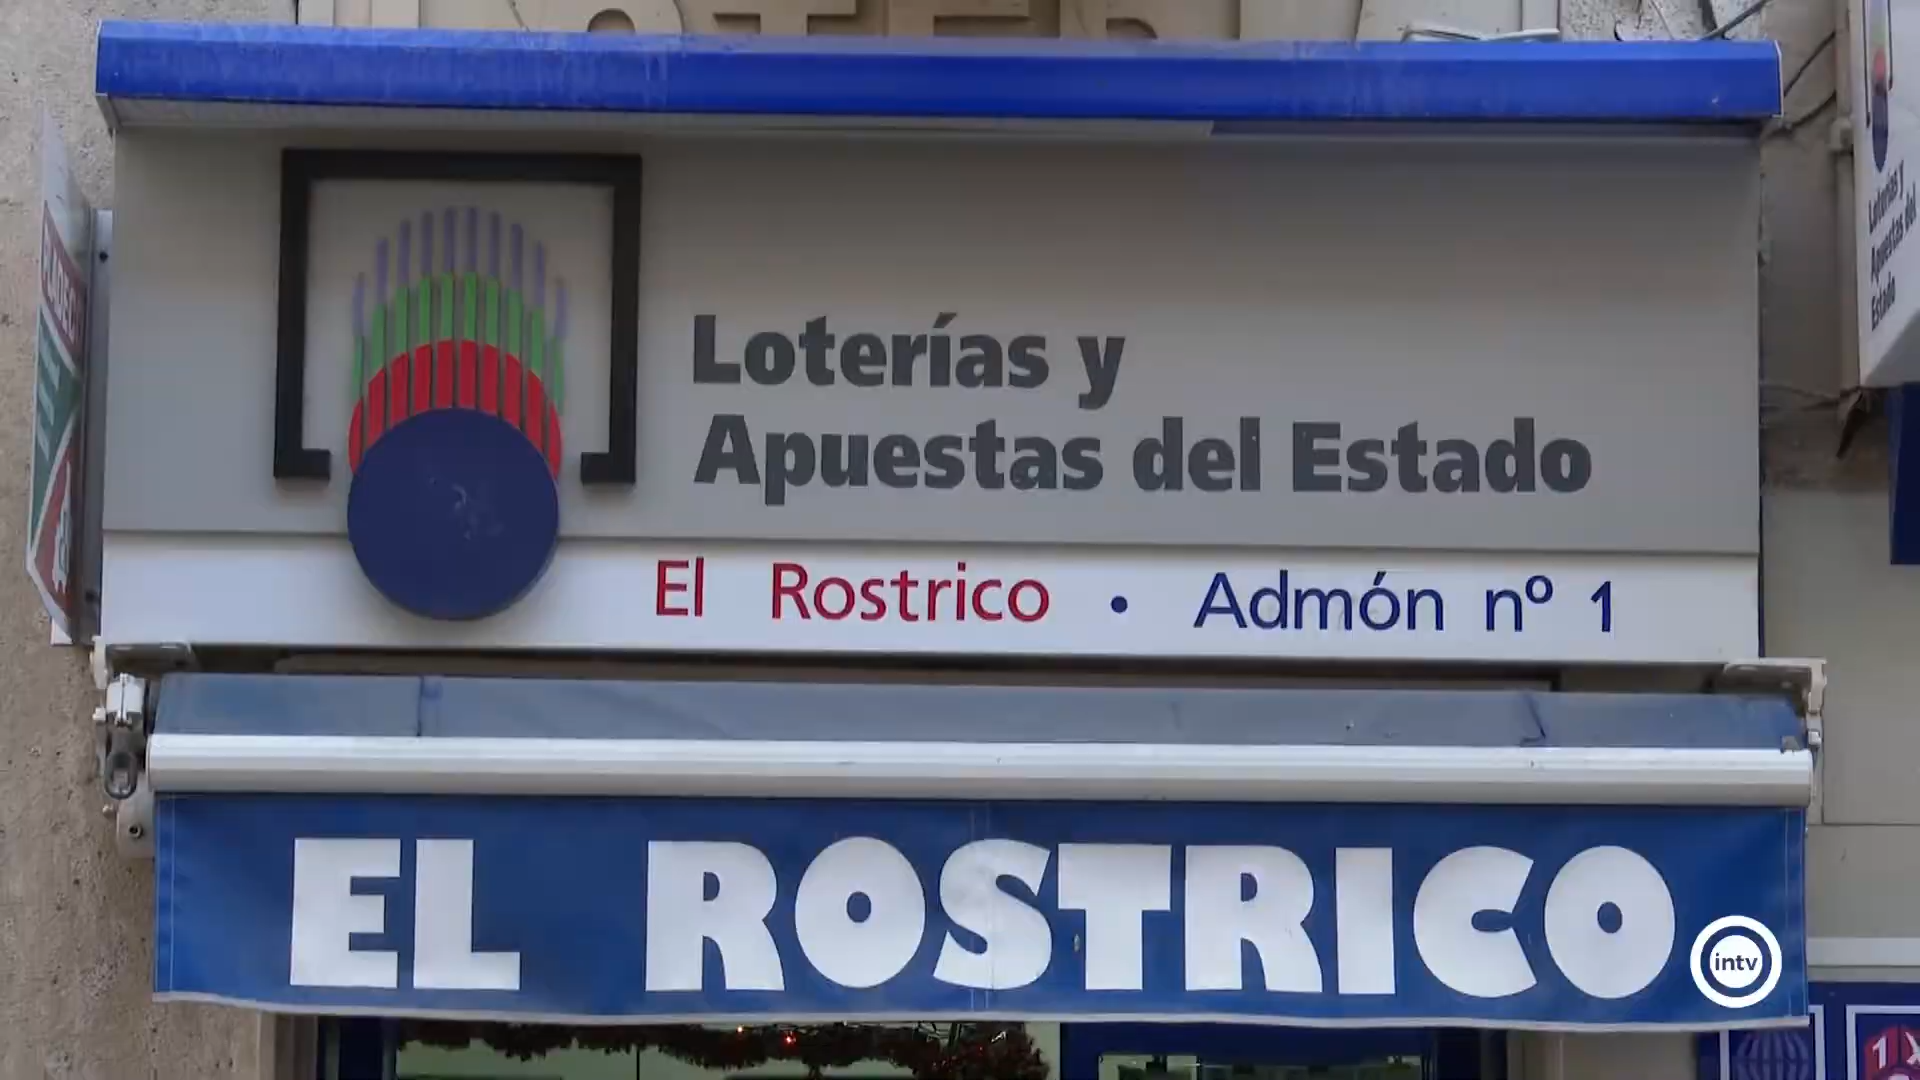 Loterías y
Apuestas del Estado
El Rostrico • Admón nº 1
EL ROSTRICO
intv
Loterías y
Apuestas del
Estado